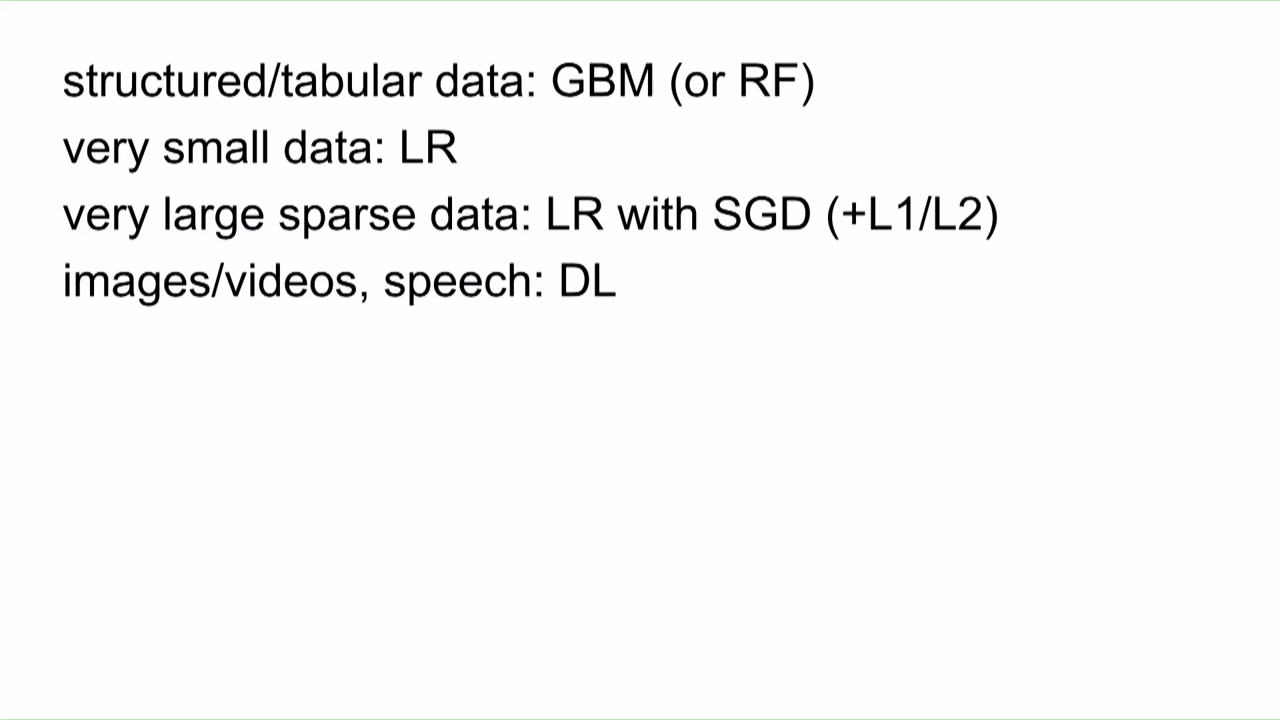 structured/tabular data: GBM (or RF)
very small data: LR
very large sparse data: LR with SGD (+L1/L2)
images/videos, speech: DL